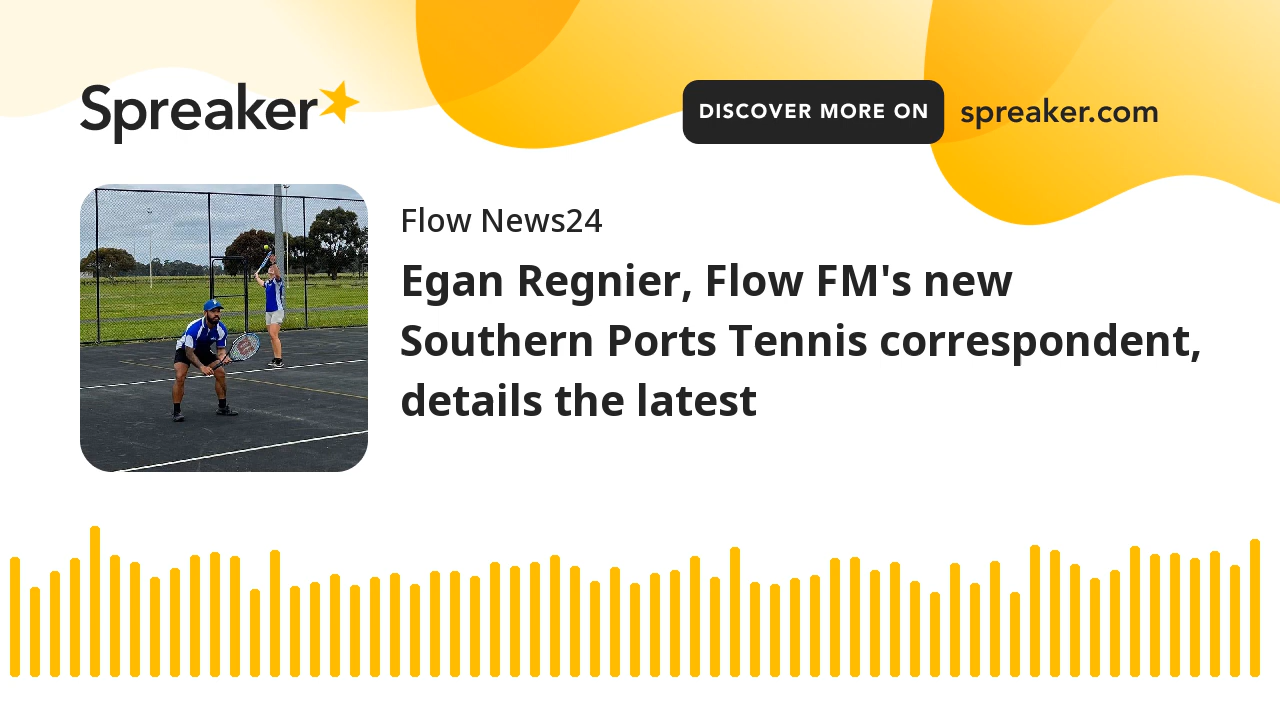 Spreaker
DISCOVER MORE ON
spreaker.com
Flow News24
Egan Regnier, Flow FM's new
Southern Ports Tennis correspondent,
details the latest